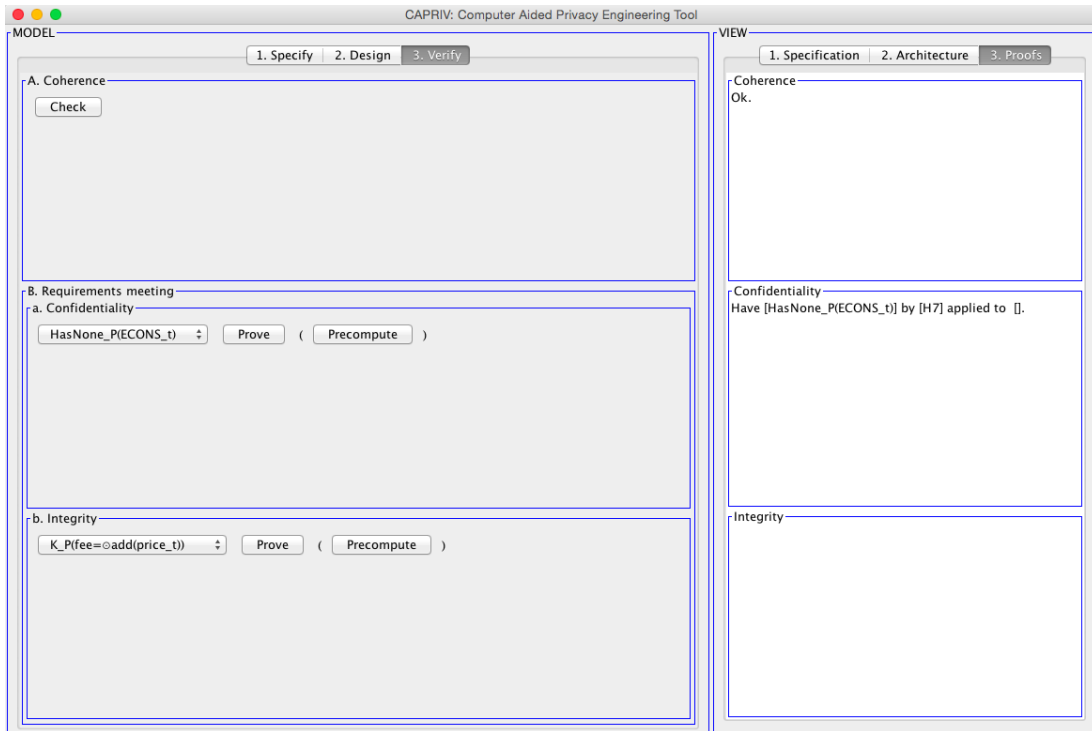 CAPRIV: Computer Aided Privacy Engineering Tool
MODEL
1. Specify 2. Design 3. Verify
A. Coherence
Check
B. Requirements meeting
a. Confidentiality
HasNone_P(ECONS_t) Prove ( Precompute )
b. Integrity
K_P(fee=⊙add(price_t)) Prove ( Precompute )
VIEW
1. Specification 2. Architecture 3. Proofs
Coherence
Ok.
Confidentiality
Have [HasNone_P(ECONS_t)] by [H7] applied to [].
Integrity